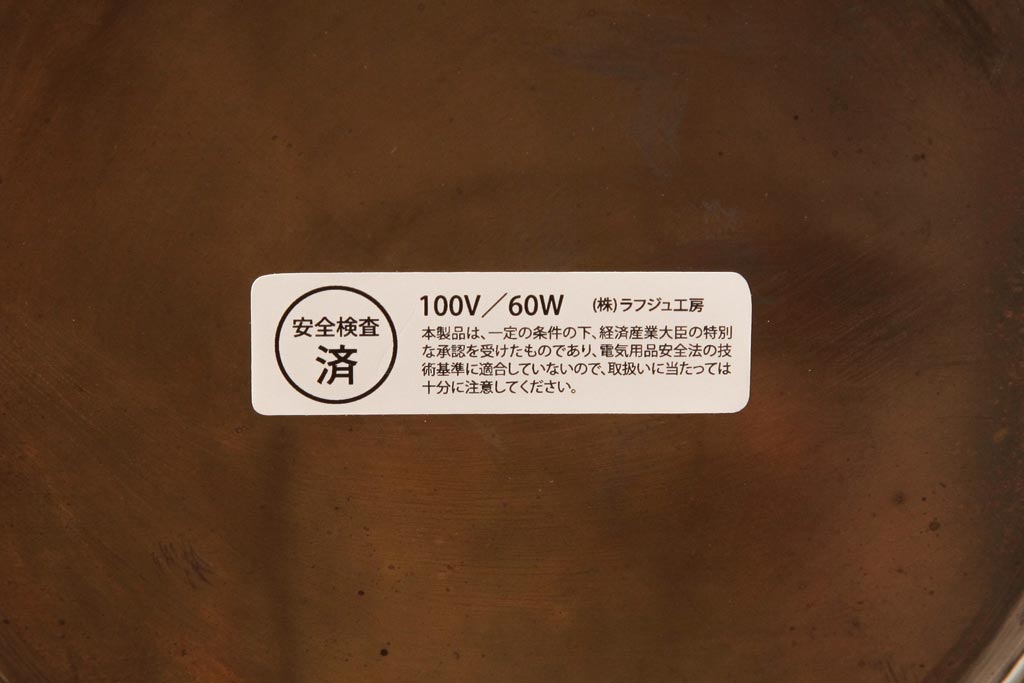 安全検査
済
100V／60W (株)ラフジュ工房
本製品は、一定の条件の下、経済産業大臣の特別
な承認を受けたものであり、電気用品安全法の技
術基準に適合していないので、取扱いに当たっては
十分に注意してください。